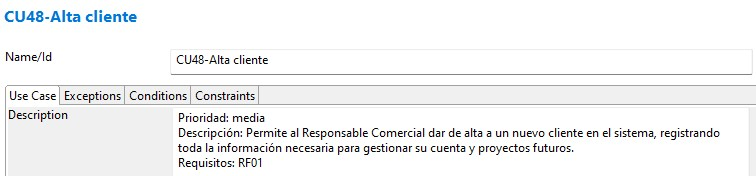 CU48-Alta cliente
Name/Id CU48-Alta cliente
Use Case Exceptions Conditions Constraints
Description Prioridad: media
Descripción: Permite al Responsable Comercial dar de alta a un nuevo cliente en el sistema, registrando
toda la información necesaria para gestionar su cuenta y proyectos futuros.
Requisitos: RF01